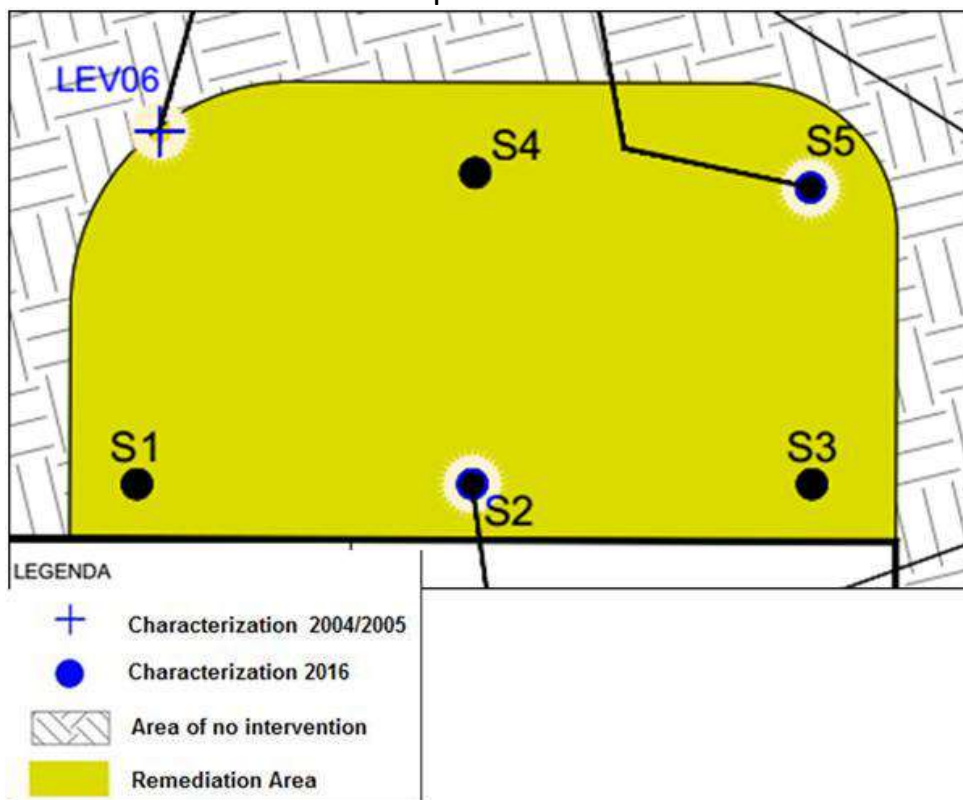 LEV06
S4
S5
S1
S2
S3
LEGENDA
Characterization 2004/2005
Characterization 2016
Area of no intervention
Remediation Area